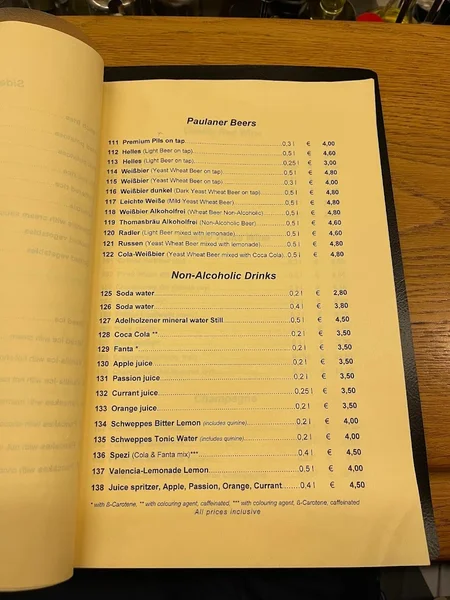 Paulaner Beers
111 Premium Pils on tap 0,3 l € 4,00
112 Helles (Light Beer on tap) 0,5 l € 4,60
113 Helles (Light Beer on tap) 0,25 l € 3,00
114 Weißbier (Yeast Wheat Beer on tap) 0,5 l € 4,80
115 Weißbier (Yeast Wheat Beer on tap) 0,3 l € 4,00
116 Weißbier dunkel (Dark Yeast Wheat Beer on tap) 0,5 l € 4,80
117 Leichte Weiße (Mild Yeast Wheat Beer) 0,5 l € 4,80
118 Weißbier Alkoholfrei (Wheat Beer Non-Alcoholic) 0,5 l € 4,80
119 Thomasbräu Alkoholfrei (Non-Alcoholic Beer) 0,5 l € 4,60
120 Radler (Light Beer mixed with lemonade) 0,5 l € 4,60
121 Russen (Yeast Wheat Beer mixed with lemonade) 0,5 l € 4,80
122 Cola-Weißbier (Yeast Wheat Beer mixed with Coca Cola) 0,5 l € 4,80
Non-Alcoholic Drinks
125 Soda water 0,2 l € 2,80
126 Soda water 0,4 l € 3,80
127 Adelholzener mineral water Still 0,5 l € 4,50
128 Coca Cola ** 0,2 l € 3,50
129 Fanta * 0,2 l € 3,50
130 Apple juice 0,2 l € 3,50
131 Passion juice 0,2 l € 3,50
132 Currant juice 0,25 l € 3,50
133 Orange juice 0,2 l € 3,50
134 Schweppes Bitter Lemon (includes quinine) 0,2 l € 4,00
135 Schweppes Tonic Water (includes quinine) 0,2 l € 4,00
136 Spezi (Cola & Fanta mix)*** 0,4 l € 4,50
137 Valencia-Lemonade Lemon 0,5 l € 4,00
138 Juice spritzer, Apple, Passion, Orange, Currant 0,4 l € 4,50
* with ß-Carotene, ** with colouring agent, caffeinated, *** with colouring agent, ß-Carotene, caffeinated
All prices inclusive